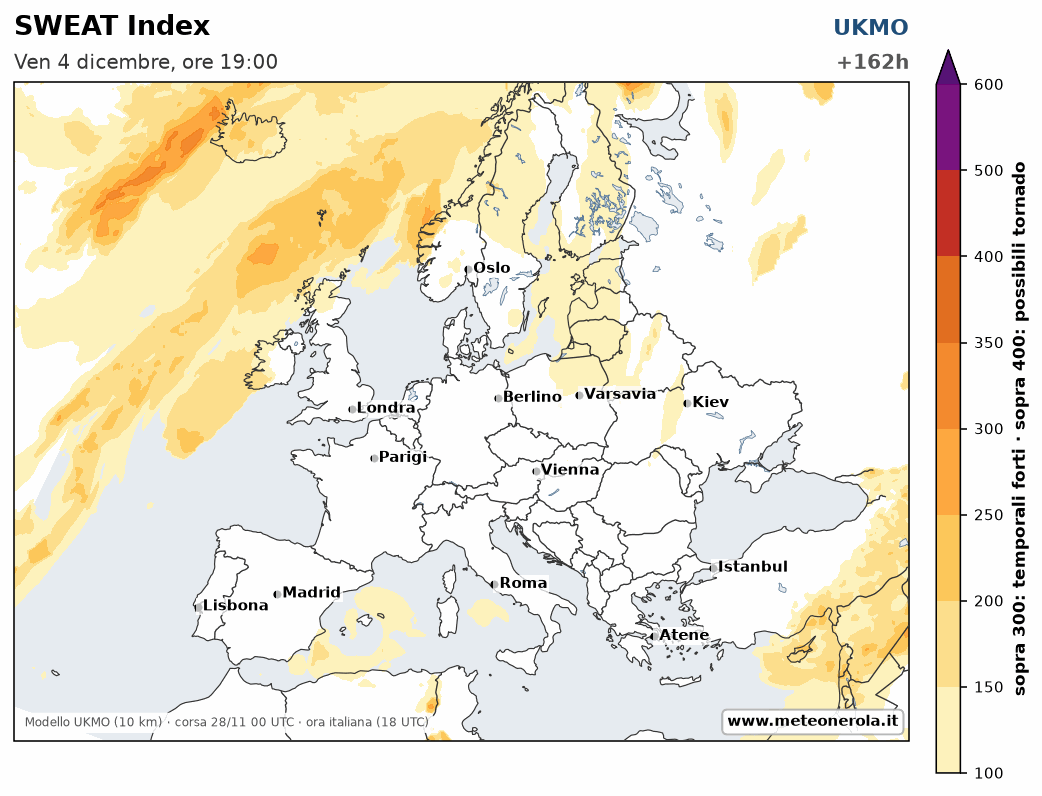 SWEAT Index
UKMO
Ven 4 dicembre, ore 19:00
+162h
600
500
400
350
300
250
200
150
100
sopra 300: temporali forti · sopra 400: possibili tornado
Oslo
Berlino
Varsavia
Kiev
Londra
Parigi
Vienna
Istanbul
Roma
Madrid
Lisbona
Atene
Modello UKMO (10 km) · corsa 28/11 00 UTC · ora italiana (18 UTC)
www.meteonerola.it